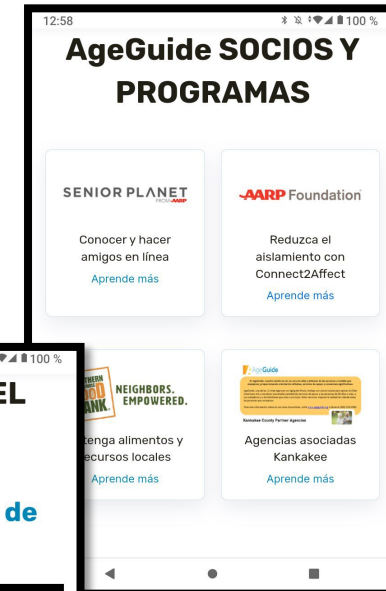 12:58
100 %
AgeGuide SOCIOS Y
PROGRAMAS
SENIOR PLANET
FROM AARP
Conocer y hacer
amigos en línea
Aprende más
AARP Foundation
Reduzca el
aislamiento con
Connect2Affect
Aprende más
100 %
EL
de
NEIGHBORS.
EMPOWERED.
alimentos y
locales
Aprende más
AgeGuide
Kankakee County Partner Agencies
Agencias asociadas
Kankakee
Aprende más